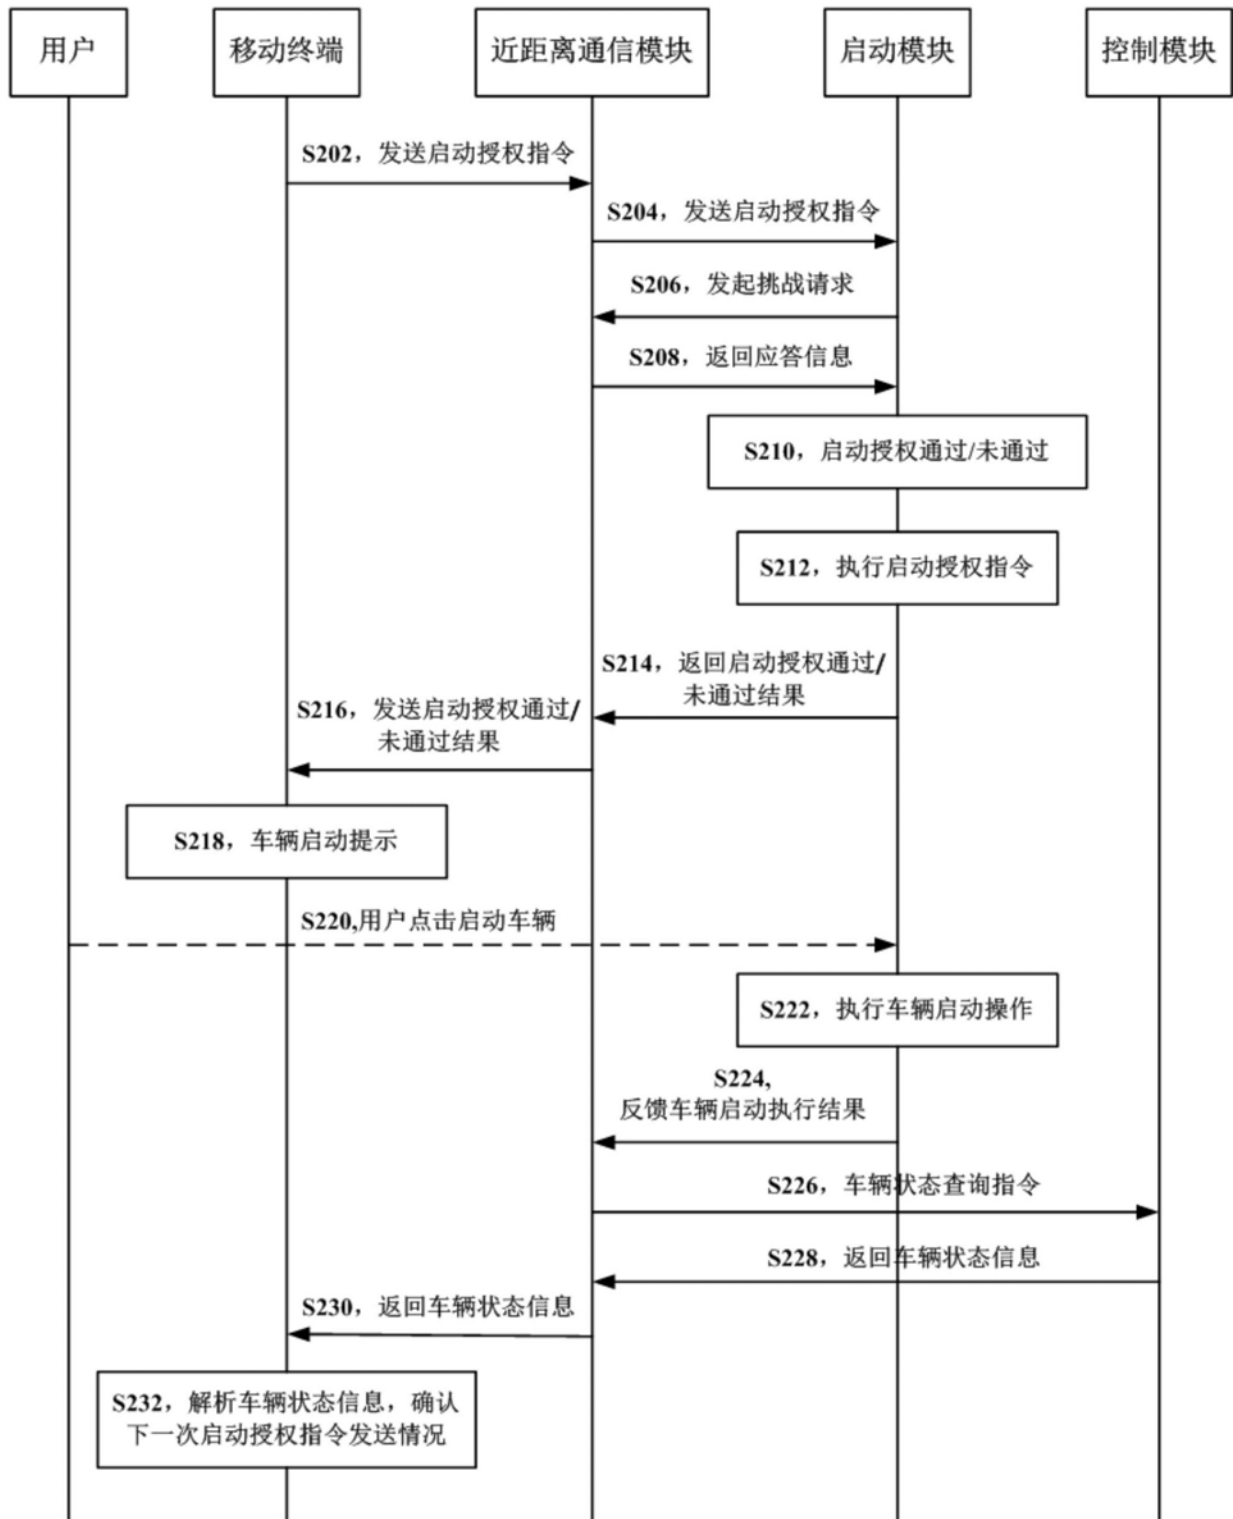 用户
移动终端
近距离通信模块
启动模块
控制模块
S202，发送启动授权指令
S204，发送启动授权指令
S206，发起挑战请求
S208，返回应答信息
S210，启动授权通过/未通过
S212，执行启动授权指令
S214，返回启动授权通过/
未通过结果
S216，发送启动授权通过/
未通过结果
S218，车辆启动提示
S220,用户点击启动车辆
S222，执行车辆启动操作
S224,
反馈车辆启动执行结果
S226，车辆状态查询指令
S228，返回车辆状态信息
S230，返回车辆状态信息
S232，解析车辆状态信息，确认
下一次启动授权指令发送情况